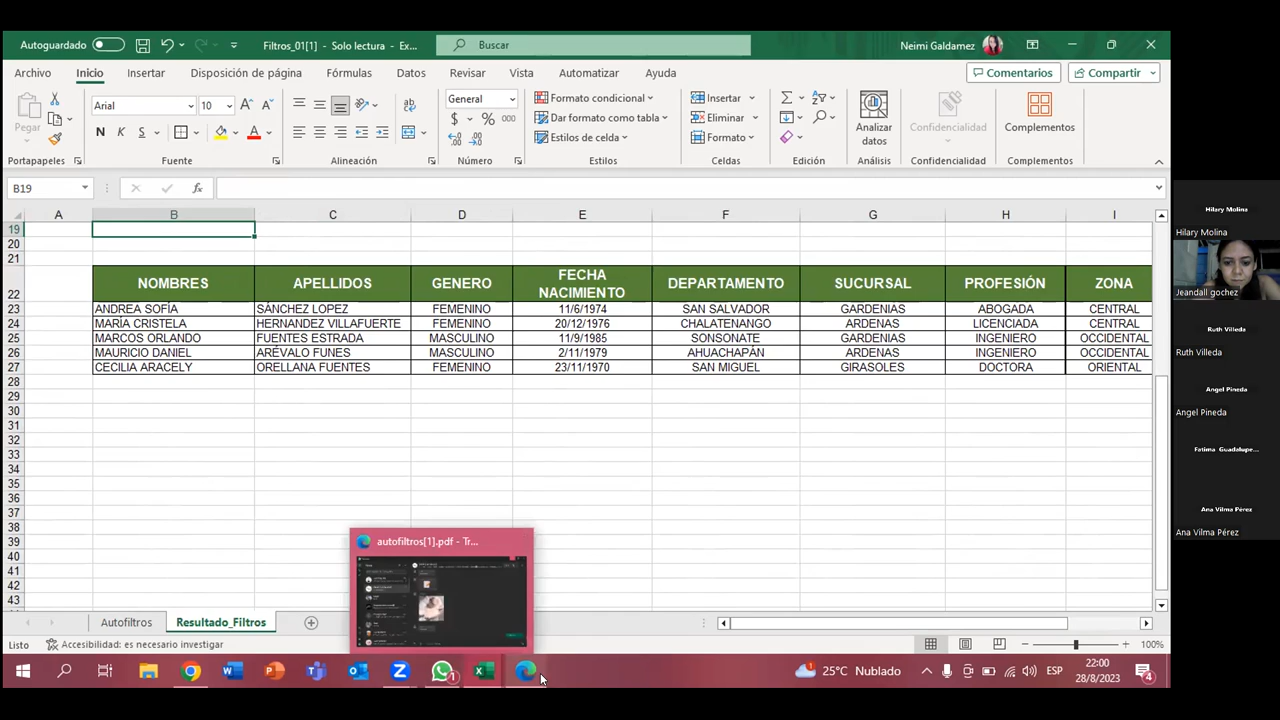 Autoguardado
Filtros_01[1] - Solo lectura - Ex...
Buscar
Neimi Galdamez
Archivo Inicio Insertar Disposición de página Fórmulas Datos Revisar Vista Automatizar Ayuda
Comentarios Compartir
Pegar
Arial 10
N K S
General
$ % 000
Formato condicional
Dar formato como tabla
Estilos de celda
Insertar
Eliminar
Formato
Analizar datos
Confidencialidad
Complementos
Portapapeles Fuente Alineación Número Estilos Celdas Edición Análisis Confidencialidad Complementos
B19
A B C D E F G H I
19
20
21
22 NOMBRES APELLIDOS GENERO FECHA NACIMIENTO DEPARTAMENTO SUCURSAL PROFESIÓN ZONA
23 ANDREA SOFÍA SÁNCHEZ LOPEZ FEMENINO 11/6/1974 SAN SALVADOR GARDENIAS ABOGADA CENTRAL
24 MARÍA CRISTELA HERNANDEZ VILLAFUERTE FEMENINO 20/12/1976 CHALATENANGO ARDENAS LICENCIADA CENTRAL
25 MARCOS ORLANDO FUENTES ESTRADA MASCULINO 11/9/1985 SONSONATE GARDENIAS INGENIERO OCCIDENTAL
26 MAURICIO DANIEL ARÉVALO FUNES MASCULINO 2/11/1979 AHUACHAPÁN ARDENAS INGENIERO OCCIDENTAL
27 CECILIA ARACELY ORELLANA FUENTES FEMENINO 23/11/1970 SAN MIGUEL GIRASOLES DOCTORA ORIENTAL
28
29
30
31
32
33
34
35
36
37
38
39
40
41
42
43
autofiltros[1].pdf - Tr...
Autofiltros Resultado_Filtros
Listo Accesibilidad: es necesario investigar 100%
25°C Nublado ESP 22:00
28/8/2023
Hilary Molina
Hilary Molina
Jeandall gochez
Ruth Villeda
Ruth Villeda
Angel Pineda
Angel Pineda
Fatima Guadalupe...
Ana Vilma Pérez
Ana Vilma Pérez